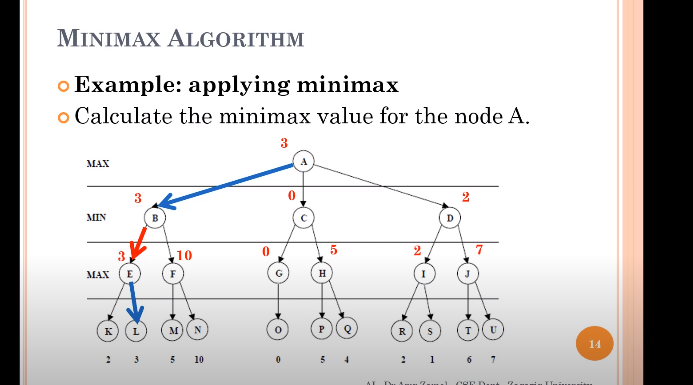 MINIMAX ALGORITHM
Example: applying minimax
Calculate the minimax value for the node A.
3
MAX A
3 0 2
MIN B C D
3 10 0 5 2 7
MAX E F G H I J
K L M N O P Q R S T U
2 3 5 10 0 5 4 2 1 6 7
14